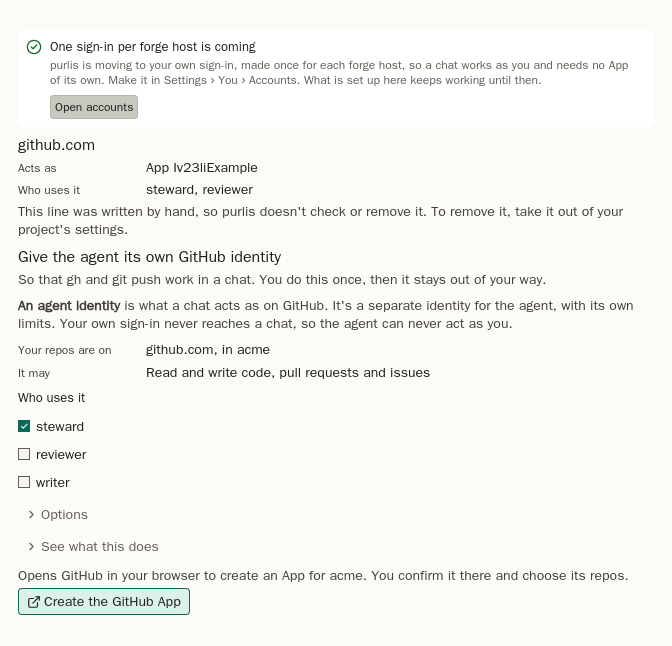 One sign-in per forge host is coming
purlis is moving to your own sign-in, made once for each forge host, so a chat works as you and needs no App
of its own. Make it in Settings › You › Accounts. What is set up here keeps working until then.
Open accounts
github.com
Acts as App Iv23liExample
Who uses it steward, reviewer
This line was written by hand, so purlis doesn't check or remove it. To remove it, take it out of your
project's settings.
Give the agent its own GitHub identity
So that gh and git push work in a chat. You do this once, then it stays out of your way.
An agent identity is what a chat acts as on GitHub. It's a separate identity for the agent, with its own
limits. Your own sign-in never reaches a chat, so the agent can never act as you.
Your repos are on github.com, in acme
It may Read and write code, pull requests and issues
Who uses it
steward
reviewer
writer
Options
See what this does
Opens GitHub in your browser to create an App for acme. You confirm it there and choose its repos.
Create the GitHub App